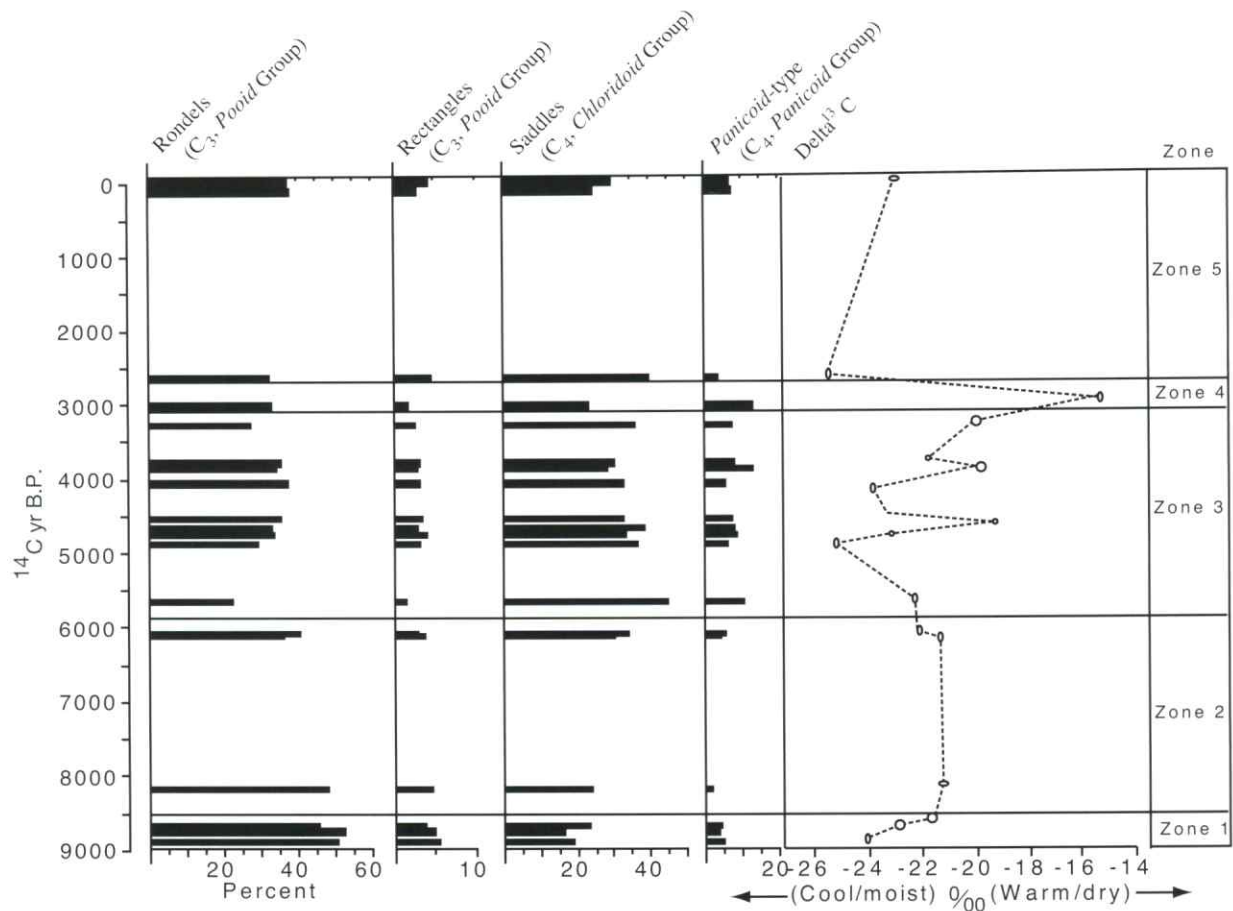 Rondels
(C₃, Pooid Group)
Rectangles
(C₃, Pooid Group)
Saddles
(C₄, Chloridoid Group)
Panicoid-type
(C₄, Panicoid Group)
Delta¹³ C
Zone
0
1000
2000
3000
4000
5000
6000
7000
8000
9000
¹⁴C yr B.P.
Zone 5
Zone 4
Zone 3
Zone 2
Zone 1
0 20 40 60
Percent
10
20 40
20
-26 -24 -22 -20 -18 -16 -14
(Cool/moist) ‰ (Warm/dry)